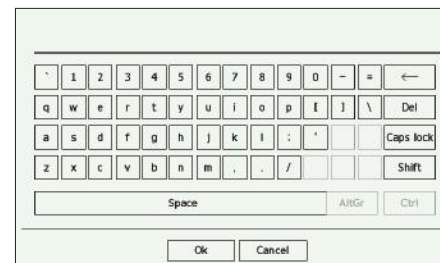 ` 1 2 3 4 5 6 7 8 9 0 - = ←
q w e r t y u i o p [ ] \ Del
a s d f g h j k l ; ' Caps lock
z x c v b n m , . / Shift
Space AltGr Ctrl
Ok Cancel